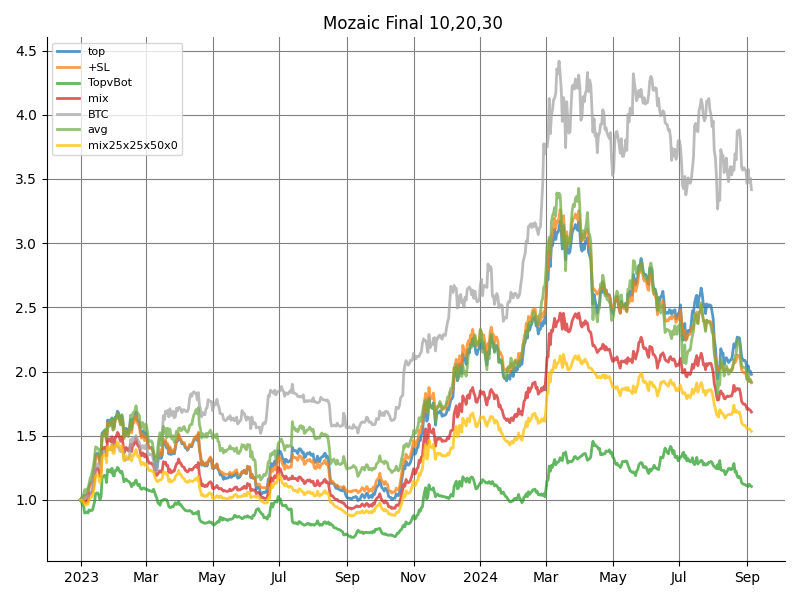 Mozaic Final 10,20,30
top
+SL
TopvBot
mix
BTC
avg
mix25x25x50x0
4.5
4.0
3.5
3.0
2.5
2.0
1.5
1.0
2023 Mar May Jul Sep Nov 2024 Mar May Jul Sep